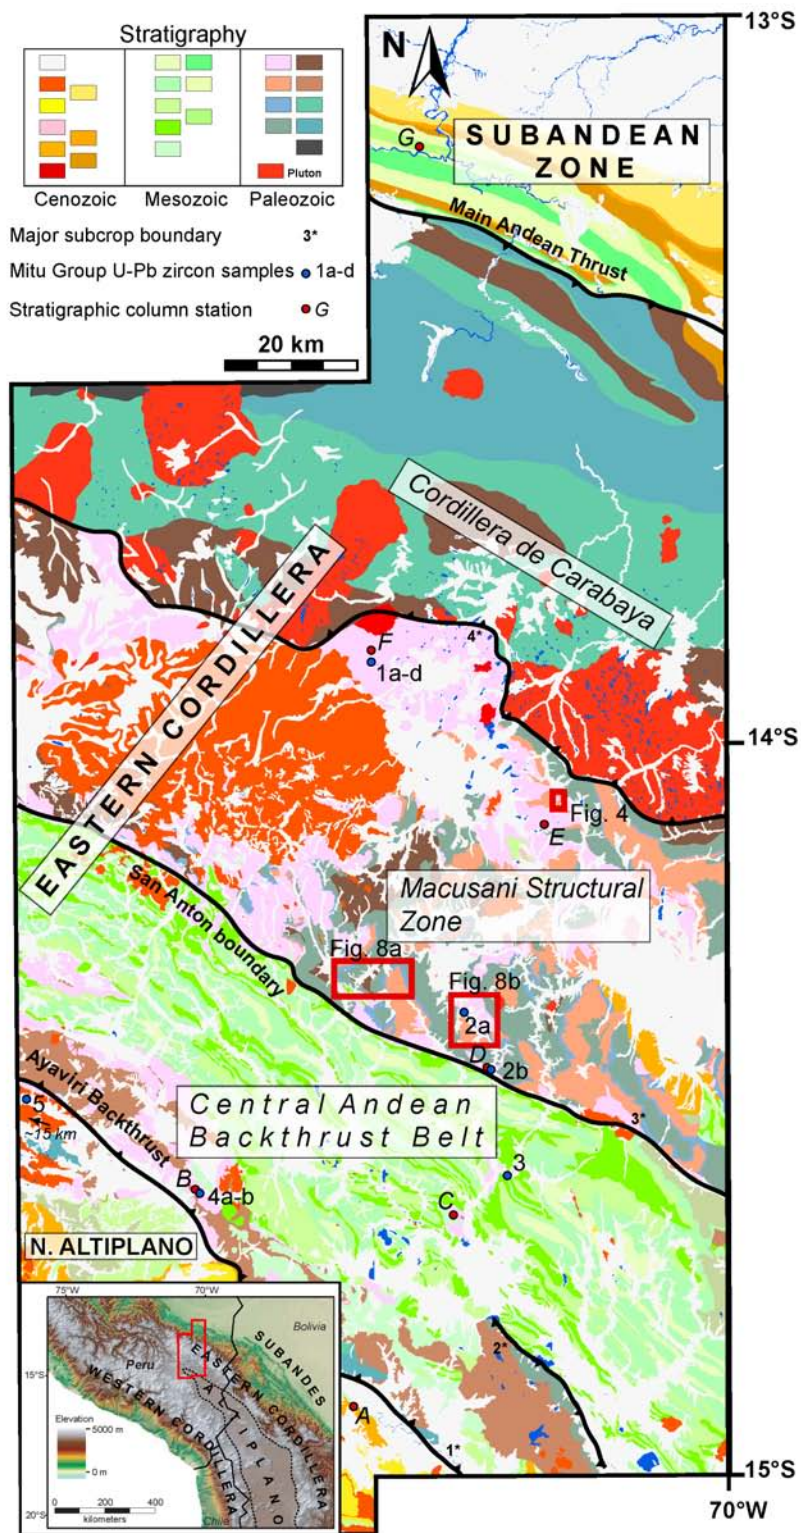 Stratigraphy
Pluton
Cenozoic
Mesozoic
Paleozoic
Major subcrop boundary 3*
Mitu Group U-Pb zircon samples 1a-d
Stratigraphic column station G
20 km
N
13°S
G
SUBANDEAN
ZONE
Main Andean Thrust
Cordillera de Carabaya
EASTERN CORDILLERA
4*
F
1a-d
14°S
Fig. 4
E
Macusani Structural
Zone
San Anton boundary
Fig. 8a
Fig. 8b
2a
D
2b
Ayaviri Backthrust
5
~15 km
Central Andean
Backthrust Belt
3*
3
B
4a-b
C
N. ALTIPLANO
2*
A
1*
15°S
70°W
75°W
70°W
Bolivia
SUBANDES
Peru
EASTERN CORDILLERA
WESTERN CORDILLERA
ALTIPLANO
15°S
Elevation
5000 m
0 m
0 200 400
kilometers
20°S
Chile